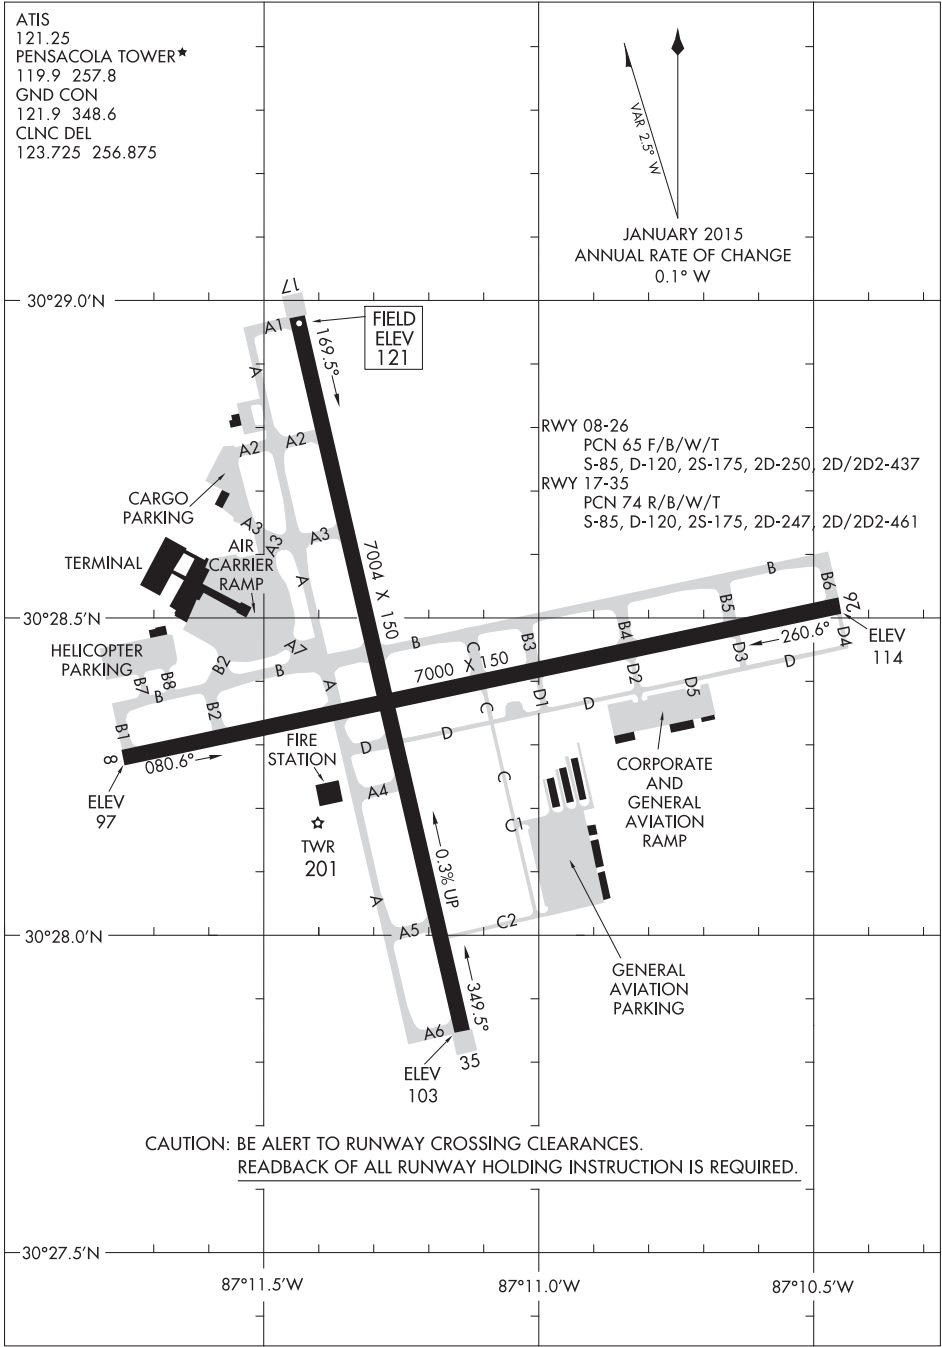 ATIS
121.25
PENSACOLA TOWER★
119.9 257.8
GND CON
121.9 348.6
CLNC DEL
123.725 256.875
VAR 2.5° W
JANUARY 2015
ANNUAL RATE OF CHANGE
0.1° W
30°29.0'N
17
FIELD
ELEV
121
A1
169.5°
A
A2
A2
RWY 08-26
PCN 65 F/B/W/T
S-85, D-120, 2S-175, 2D-250, 2D/2D2-437
RWY 17-35
PCN 74 R/B/W/T
S-85, D-120, 2S-175, 2D-247, 2D/2D2-461
CARGO
PARKING
A3
A3
A3
TERMINAL
AIR
CARRIER
RAMP
A
7004 X 150
B
B6
26
30°28.5'N
B5
B4
B3
C
B
260.6°
D4
ELEV
114
HELICOPTER
PARKING
A7
B2
B
B7
B8
B
A
7000 X 150
D3
D
D2
D5
D1
D
C
B1
B2
8
080.6°
D
D
FIRE
STATION
ELEV
97
A4
C
CORPORATE
AND
GENERAL
AVIATION
RAMP
TWR
201
C1
0.3% UP
A
A5
C2
30°28.0'N
349.5°
GENERAL
AVIATION
PARKING
A6
35
ELEV
103
CAUTION: BE ALERT TO RUNWAY CROSSING CLEARANCES.
READBACK OF ALL RUNWAY HOLDING INSTRUCTION IS REQUIRED.
30°27.5'N
87°11.5'W
87°11.0'W
87°10.5'W